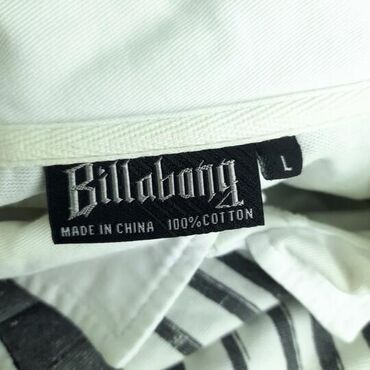 Billabong
MADE IN CHINA 100% COTTON
L